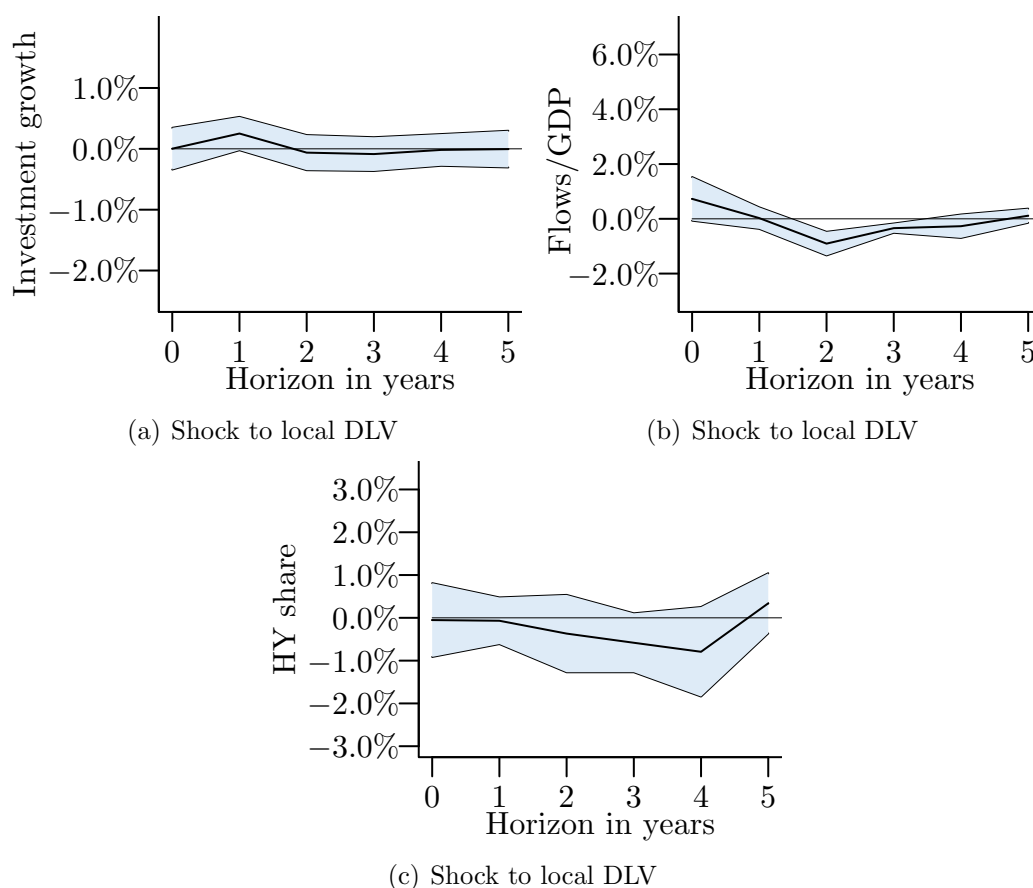 Investment growth
1.0%
0.0%
−1.0%
−2.0%
0 1 2 3 4 5
Horizon in years
(a) Shock to local DLV
Flows/GDP
6.0%
4.0%
2.0%
0.0%
−2.0%
0 1 2 3 4 5
Horizon in years
(b) Shock to local DLV
HY share
3.0%
2.0%
1.0%
0.0%
−1.0%
−2.0%
−3.0%
0 1 2 3 4 5
Horizon in years
(c) Shock to local DLV